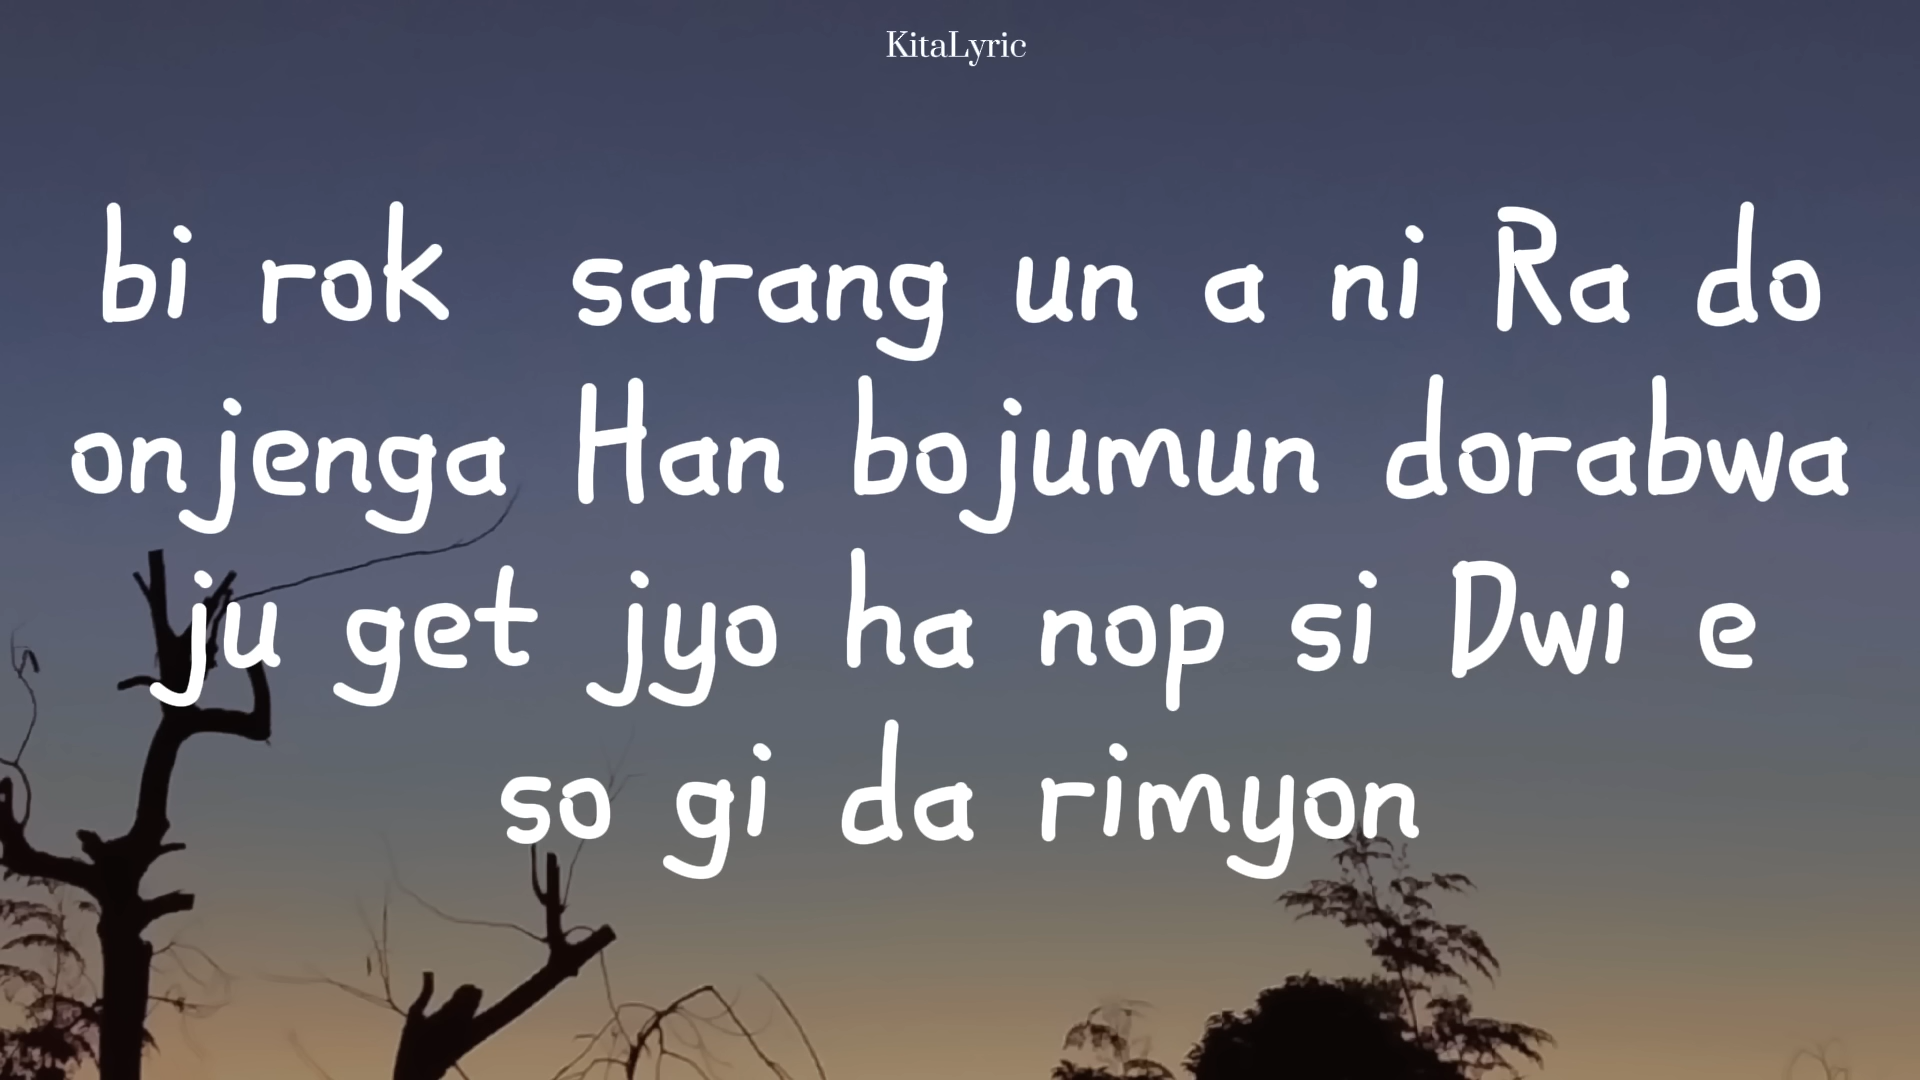 KitaLyric
bi rok sarang un a ni Ra do
onjenga Han bojumun dorabwa
ju get jyo ha nop si Dwi e
so gi da rimyon